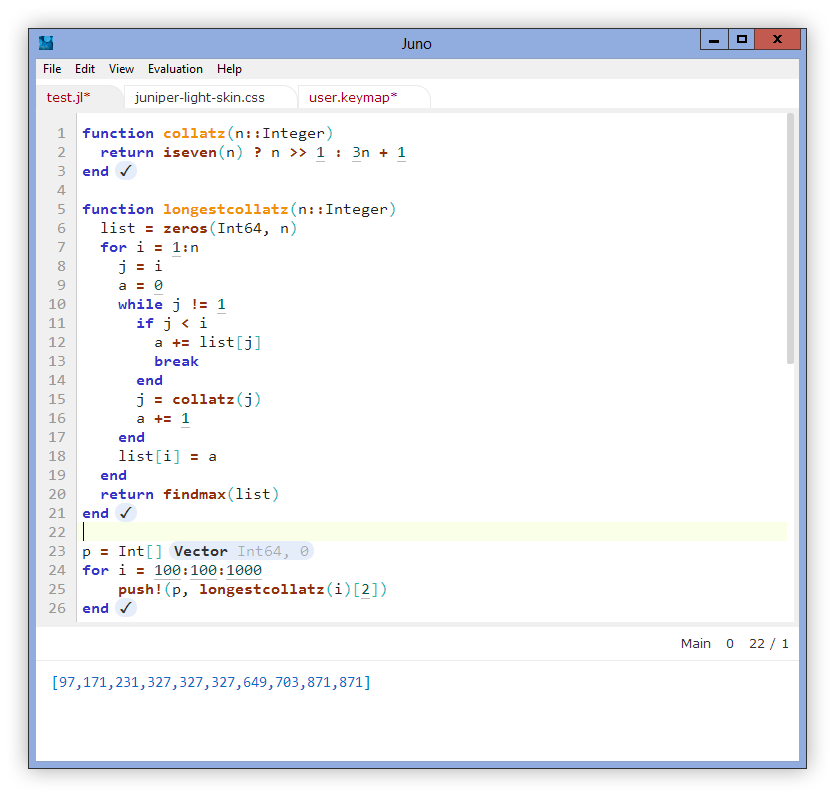 Juno
File Edit View Evaluation Help
test.jl* juniper-light-skin.css user.keymap*
1 function collatz(n::Integer)
2   return iseven(n) ? n >> 1 : 3n + 1
3 end ✓
4
5 function longestcollatz(n::Integer)
6   list = zeros(Int64, n)
7   for i = 1:n
8     j = i
9     a = 0
10     while j != 1
11       if j < i
12         a += list[j]
13         break
14       end
15       j = collatz(j)
16       a += 1
17     end
18     list[i] = a
19   end
20   return findmax(list)
21 end ✓
22
23 p = Int[] Vector Int64, 0
24 for i = 100:100:1000
25     push!(p, longestcollatz(i)[2])
26 end ✓
Main 0 22 / 1
[97,171,231,327,327,327,649,703,871,871]